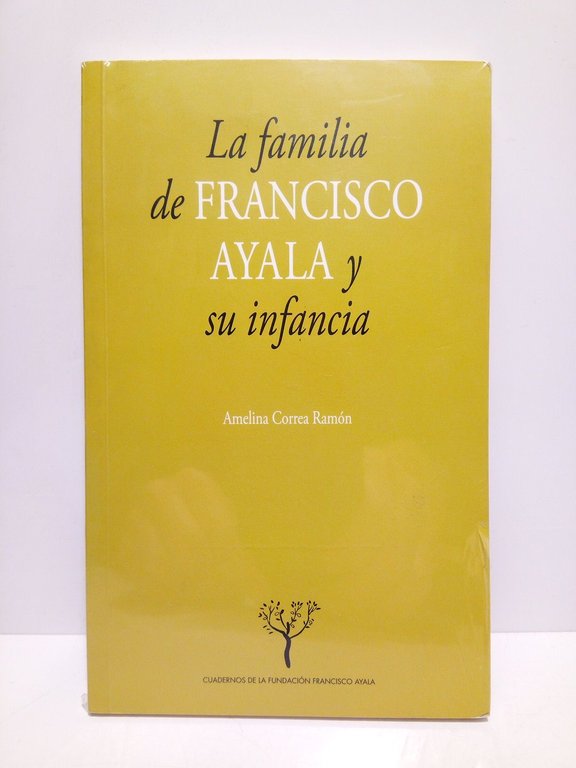 La familia
de FRANCISCO
AYALA y
su infancia
Amelina Correa Ramón
CUADERNOS DE LA FUNDACIÓN FRANCISCO AYALA